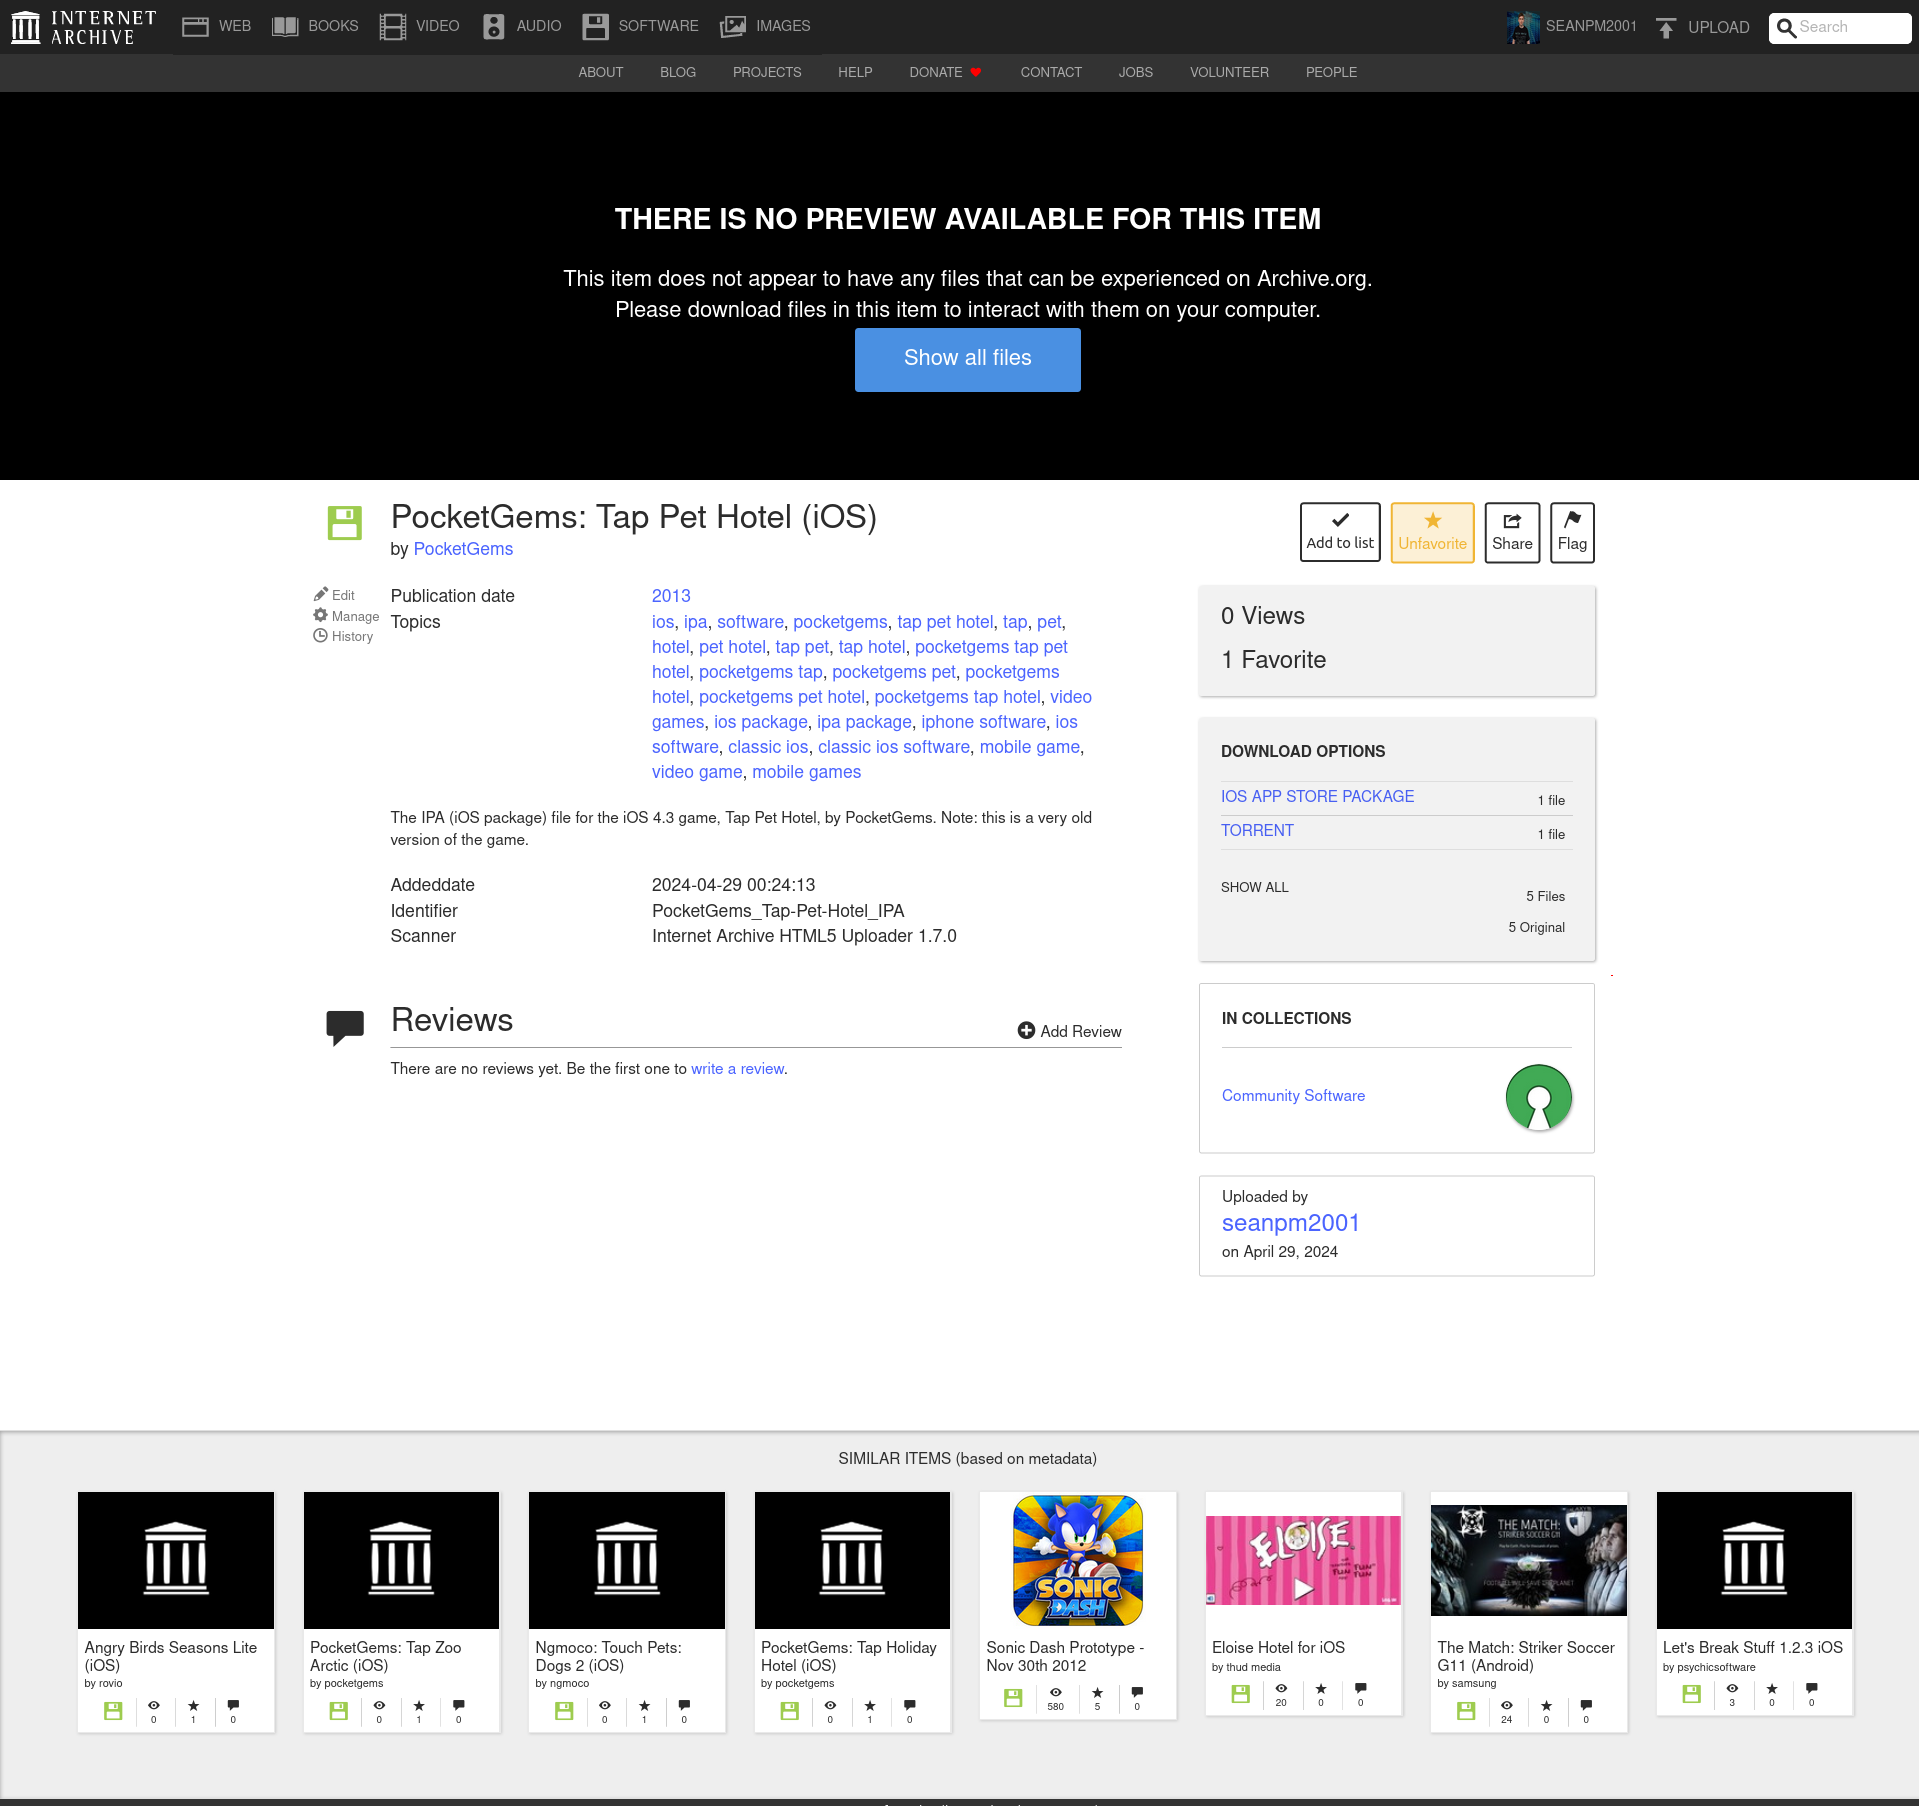 INTERNET ARCHIVE
WEB BOOKS VIDEO AUDIO SOFTWARE IMAGES
SEANPM2001 UPLOAD Search
ABOUT BLOG PROJECTS HELP DONATE CONTACT JOBS VOLUNTEER PEOPLE
THERE IS NO PREVIEW AVAILABLE FOR THIS ITEM
This item does not appear to have any files that can be experienced on Archive.org.
Please download files in this item to interact with them on your computer.
Show all files
PocketGems: Tap Pet Hotel (iOS)
by PocketGems
Add to list Unfavorite Share Flag
Edit
Manage
History
Publication date 2013
Topics ios, ipa, software, pocketgems, tap pet hotel, tap, pet,
hotel, pet hotel, tap pet, tap hotel, pocketgems tap pet
hotel, pocketgems tap, pocketgems pet, pocketgems
hotel, pocketgems pet hotel, pocketgems tap hotel, video
games, ios package, ipa package, iphone software, ios
software, classic ios, classic ios software, mobile game,
video game, mobile games
The IPA (iOS package) file for the iOS 4.3 game, Tap Pet Hotel, by PocketGems. Note: this is a very old
version of the game.
Addeddate 2024-04-29 00:24:13
Identifier PocketGems_Tap-Pet-Hotel_IPA
Scanner Internet Archive HTML5 Uploader 1.7.0
Reviews
Add Review
There are no reviews yet. Be the first one to write a review.
0 Views
1 Favorite
DOWNLOAD OPTIONS
IOS APP STORE PACKAGE 1 file
TORRENT 1 file
SHOW ALL 5 Files
5 Original
IN COLLECTIONS
Community Software
Uploaded by
seanpm2001
on April 29, 2024
SIMILAR ITEMS (based on metadata)
Angry Birds Seasons Lite
(iOS)
by rovio
0 1 0
PocketGems: Tap Zoo
Arctic (iOS)
by pocketgems
0 1 0
Ngmoco: Touch Pets:
Dogs 2 (iOS)
by ngmoco
0 1 0
PocketGems: Tap Holiday
Hotel (iOS)
by pocketgems
0 1 0
SONIC
DASH
Sonic Dash Prototype -
Nov 30th 2012
580 5 0
ELOISE
Eloise Hotel for iOS
by thud media
20 0 0
THE MATCH:
STRIKER SOCCER G11
The Match: Striker Soccer
G11 (Android)
by samsung
24 0 0
Let's Break Stuff 1.2.3 iOS
by psychicsoftware
3 0 0